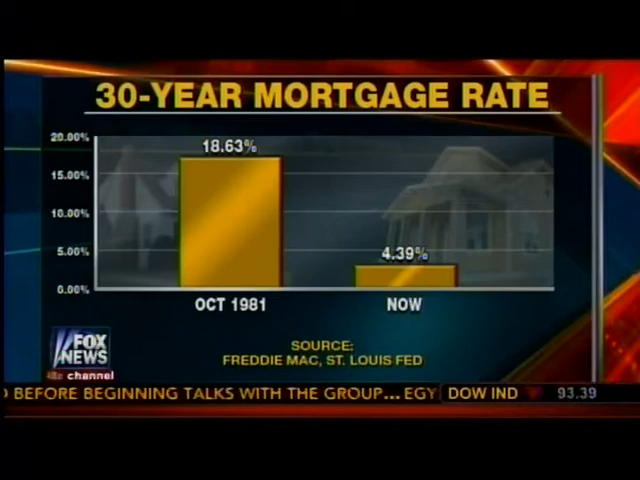 30-YEAR MORTGAGE RATE
20.00%
15.00%
10.00%
5.00%
0.00%
18.63%
4.39%
OCT 1981
NOW
SOURCE:
FREDDIE MAC, ST. LOUIS FED
FOX
NEWS
channel
BEFORE BEGINNING TALKS WITH THE GROUP... EGY
DOW IND 93.39